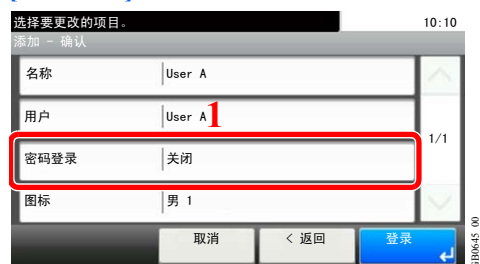 选择要更改的项目。 10:10
添加 - 确认
名称 User A
用户 User A 1
1/1
密码登录 关闭
图标 男 1
取消 < 返回 登录
GB0645_00